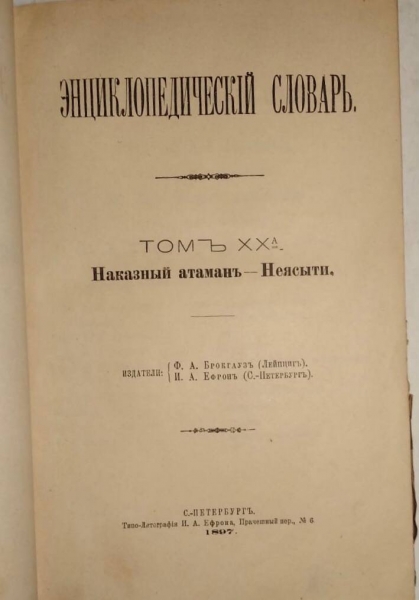 ЭНЦИКЛОПЕДИЧЕСКІЙ СЛОВАРЬ.
ТОМЪ XXᴬ.
Наказный атаманъ—Неясыти.
ИЗДАТЕЛИ: { Ф. А. Брокгаузъ (Лейпцигъ).
И. А. Ефронъ (С.-Петербургъ).
С.-ПЕТЕРБУРГЪ.
Типо-Литографія И. А. Ефрона, Прачешный пер., № 6
1897.